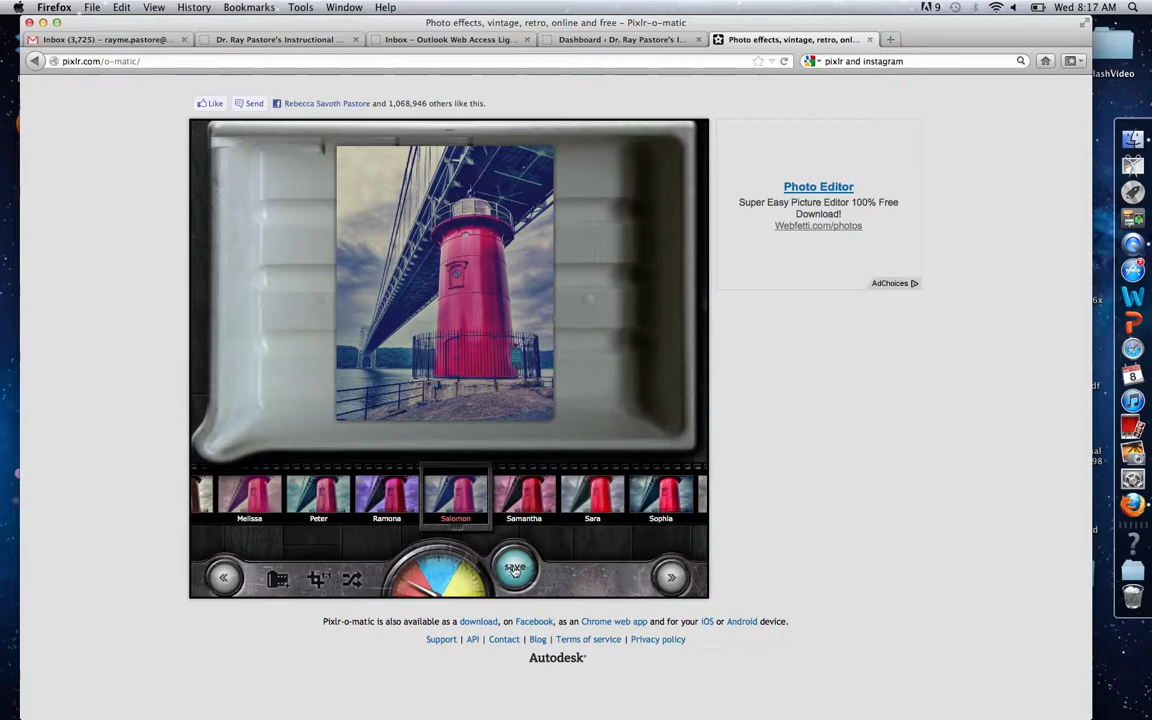 Firefox File Edit View History Bookmarks Tools Window Help 9 Wed 8:17 AM
Photo effects, vintage, retro, online and free – Pixlr-o-matic
Inbox (3,725) – rayme.pastore@... Dr. Ray Pastore's Instructional ... Inbox – Outlook Web Access Lig... Dashboard ‹ Dr. Ray Pastore's I... Photo effects, vintage, retro, onl...
pixlr.com/o-matic/ pixlr and instagram
lashVideo
Like Send Rebecca Savoth Pastore and 1,068,946 others like this.
Photo Editor
Super Easy Picture Editor 100% Free
Download!
Webfetti.com/photos
AdChoices
Melissa Peter Ramona Salomon Samantha Sara Sophia
save
Pixlr-o-matic is also available as a download, on Facebook, as an Chrome web app and for your iOS or Android device.
Support | API | Contact | Blog | Terms of service | Privacy policy
Autodesk